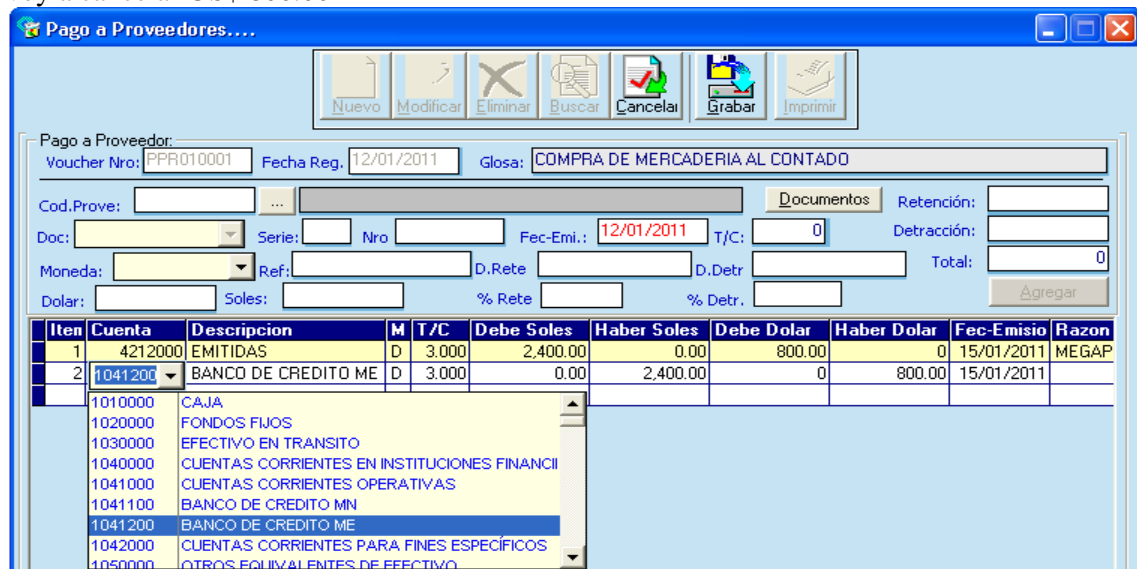 Pago a Proveedores....
Nuevo Modificar Eliminar Buscar Cancelar Grabar Imprimir
Pago a Proveedor:
Voucher Nro: PPR010001 Fecha Reg. 12/01/2011 Glosa: COMPRA DE MERCADERIA AL CONTADO
Cod.Prove: ... Documentos Retención:
Doc: Serie: Nro Fec-Emi.: 12/01/2011 T/C: 0 Detracción:
Moneda: Ref: D.Rete D.Detr Total: 0
Dolar: Soles: % Rete % Detr. Agregar
Iten Cuenta Descripcion M T/C Debe Soles Haber Soles Debe Dolar Haber Dolar Fec-Emisio Razon
1 4212000 EMITIDAS D 3.000 2,400.00 0.00 800.00 0 15/01/2011 MEGAP
2 1041200 BANCO DE CREDITO ME D 3.000 0.00 2,400.00 0 800.00 15/01/2011
1010000 CAJA
1020000 FONDOS FIJOS
1030000 EFECTIVO EN TRANSITO
1040000 CUENTAS CORRIENTES EN INSTITUCIONES FINANCII
1041000 CUENTAS CORRIENTES OPERATIVAS
1041100 BANCO DE CREDITO MN
1041200 BANCO DE CREDITO ME
1042000 CUENTAS CORRIENTES PARA FINES ESPECÍFICOS
1050000 OTROS EQUIVALENTES DE EFECTIVO